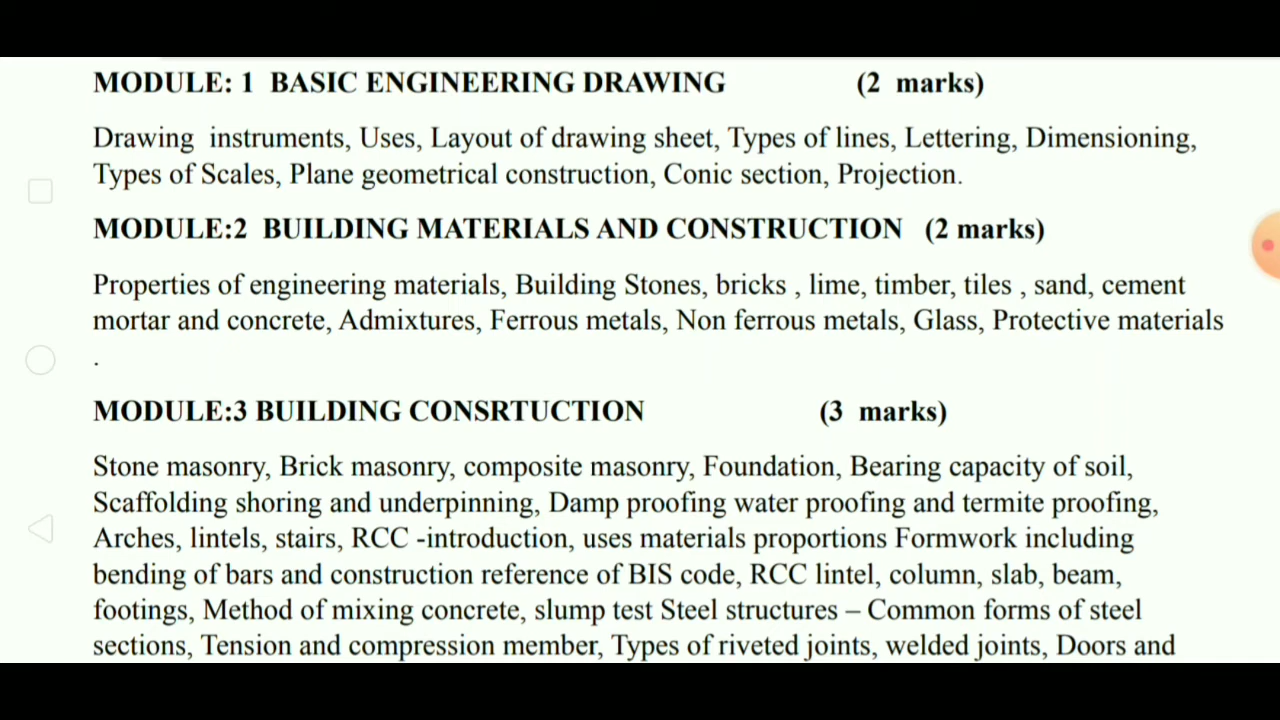 MODULE: 1 BASIC ENGINEERING DRAWING (2 marks)
Drawing instruments, Uses, Layout of drawing sheet, Types of lines, Lettering, Dimensioning,
Types of Scales, Plane geometrical construction, Conic section, Projection.
MODULE:2 BUILDING MATERIALS AND CONSTRUCTION (2 marks)
Properties of engineering materials, Building Stones, bricks , lime, timber, tiles , sand, cement
mortar and concrete, Admixtures, Ferrous metals, Non ferrous metals, Glass, Protective materials
.
MODULE:3 BUILDING CONSRTUCTION (3 marks)
Stone masonry, Brick masonry, composite masonry, Foundation, Bearing capacity of soil,
Scaffolding shoring and underpinning, Damp proofing water proofing and termite proofing,
Arches, lintels, stairs, RCC -introduction, uses materials proportions Formwork including
bending of bars and construction reference of BIS code, RCC lintel, column, slab, beam,
footings, Method of mixing concrete, slump test Steel structures – Common forms of steel
sections, Tension and compression member, Types of riveted joints, welded joints, Doors and